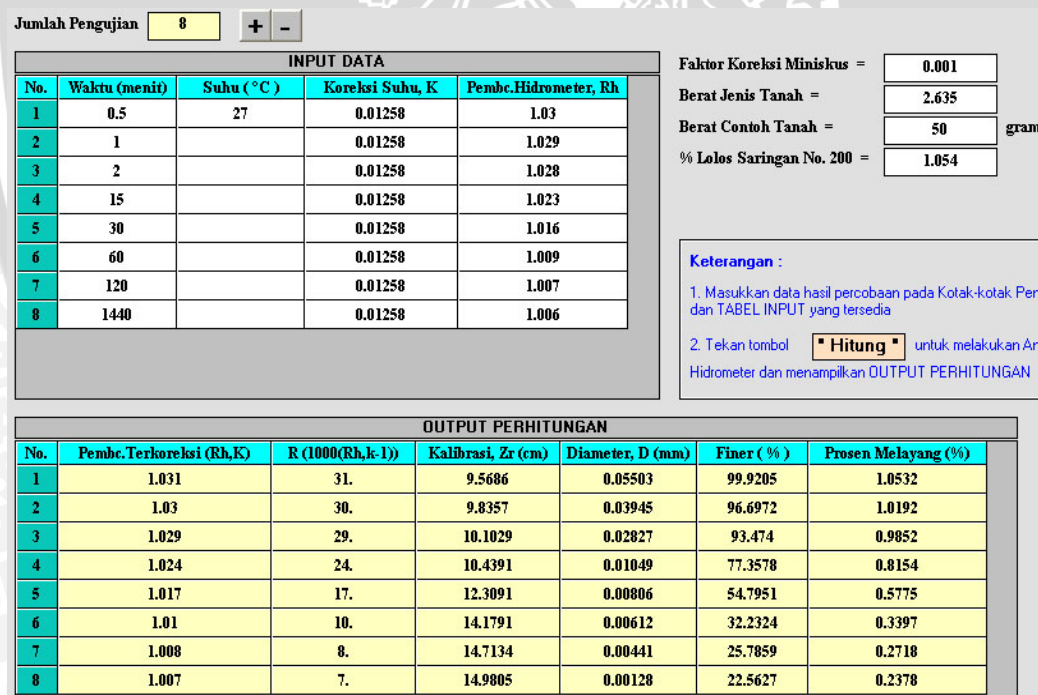 Jumlah Pengujian 8 + -
INPUT DATA
No. Waktu (menit) Suhu ( °C ) Koreksi Suhu, K Pembc.Hidrometer, Rh
1 0.5 27 0.01258 1.03
2 1 0.01258 1.029
3 2 0.01258 1.028
4 15 0.01258 1.023
5 30 0.01258 1.016
6 60 0.01258 1.009
7 120 0.01258 1.007
8 1440 0.01258 1.006
Faktor Koreksi Miniskus = 0.001
Berat Jenis Tanah = 2.635
Berat Contoh Tanah = 50 gram
% Lolos Saringan No. 200 = 1.054
Keterangan :
1. Masukkan data hasil percobaan pada Kotak-kotak Per
dan TABEL INPUT yang tersedia
2. Tekan tombol " Hitung " untuk melakukan An
Hidrometer dan menampilkan OUTPUT PERHITUNGAN
OUTPUT PERHITUNGAN
No. Pembc.Terkoreksi (Rh,K) R (1000(Rh,k-1)) Kalibrasi, Zr (cm) Diameter, D (mm) Finer ( % ) Prosen Melayang (%)
1 1.031 31. 9.5686 0.05503 99.9205 1.0532
2 1.03 30. 9.8357 0.03945 96.6972 1.0192
3 1.029 29. 10.1029 0.02827 93.474 0.9852
4 1.024 24. 10.4391 0.01049 77.3578 0.8154
5 1.017 17. 12.3091 0.00806 54.7951 0.5775
6 1.01 10. 14.1791 0.00612 32.2324 0.3397
7 1.008 8. 14.7134 0.00441 25.7859 0.2718
8 1.007 7. 14.9805 0.00128 22.5627 0.2378